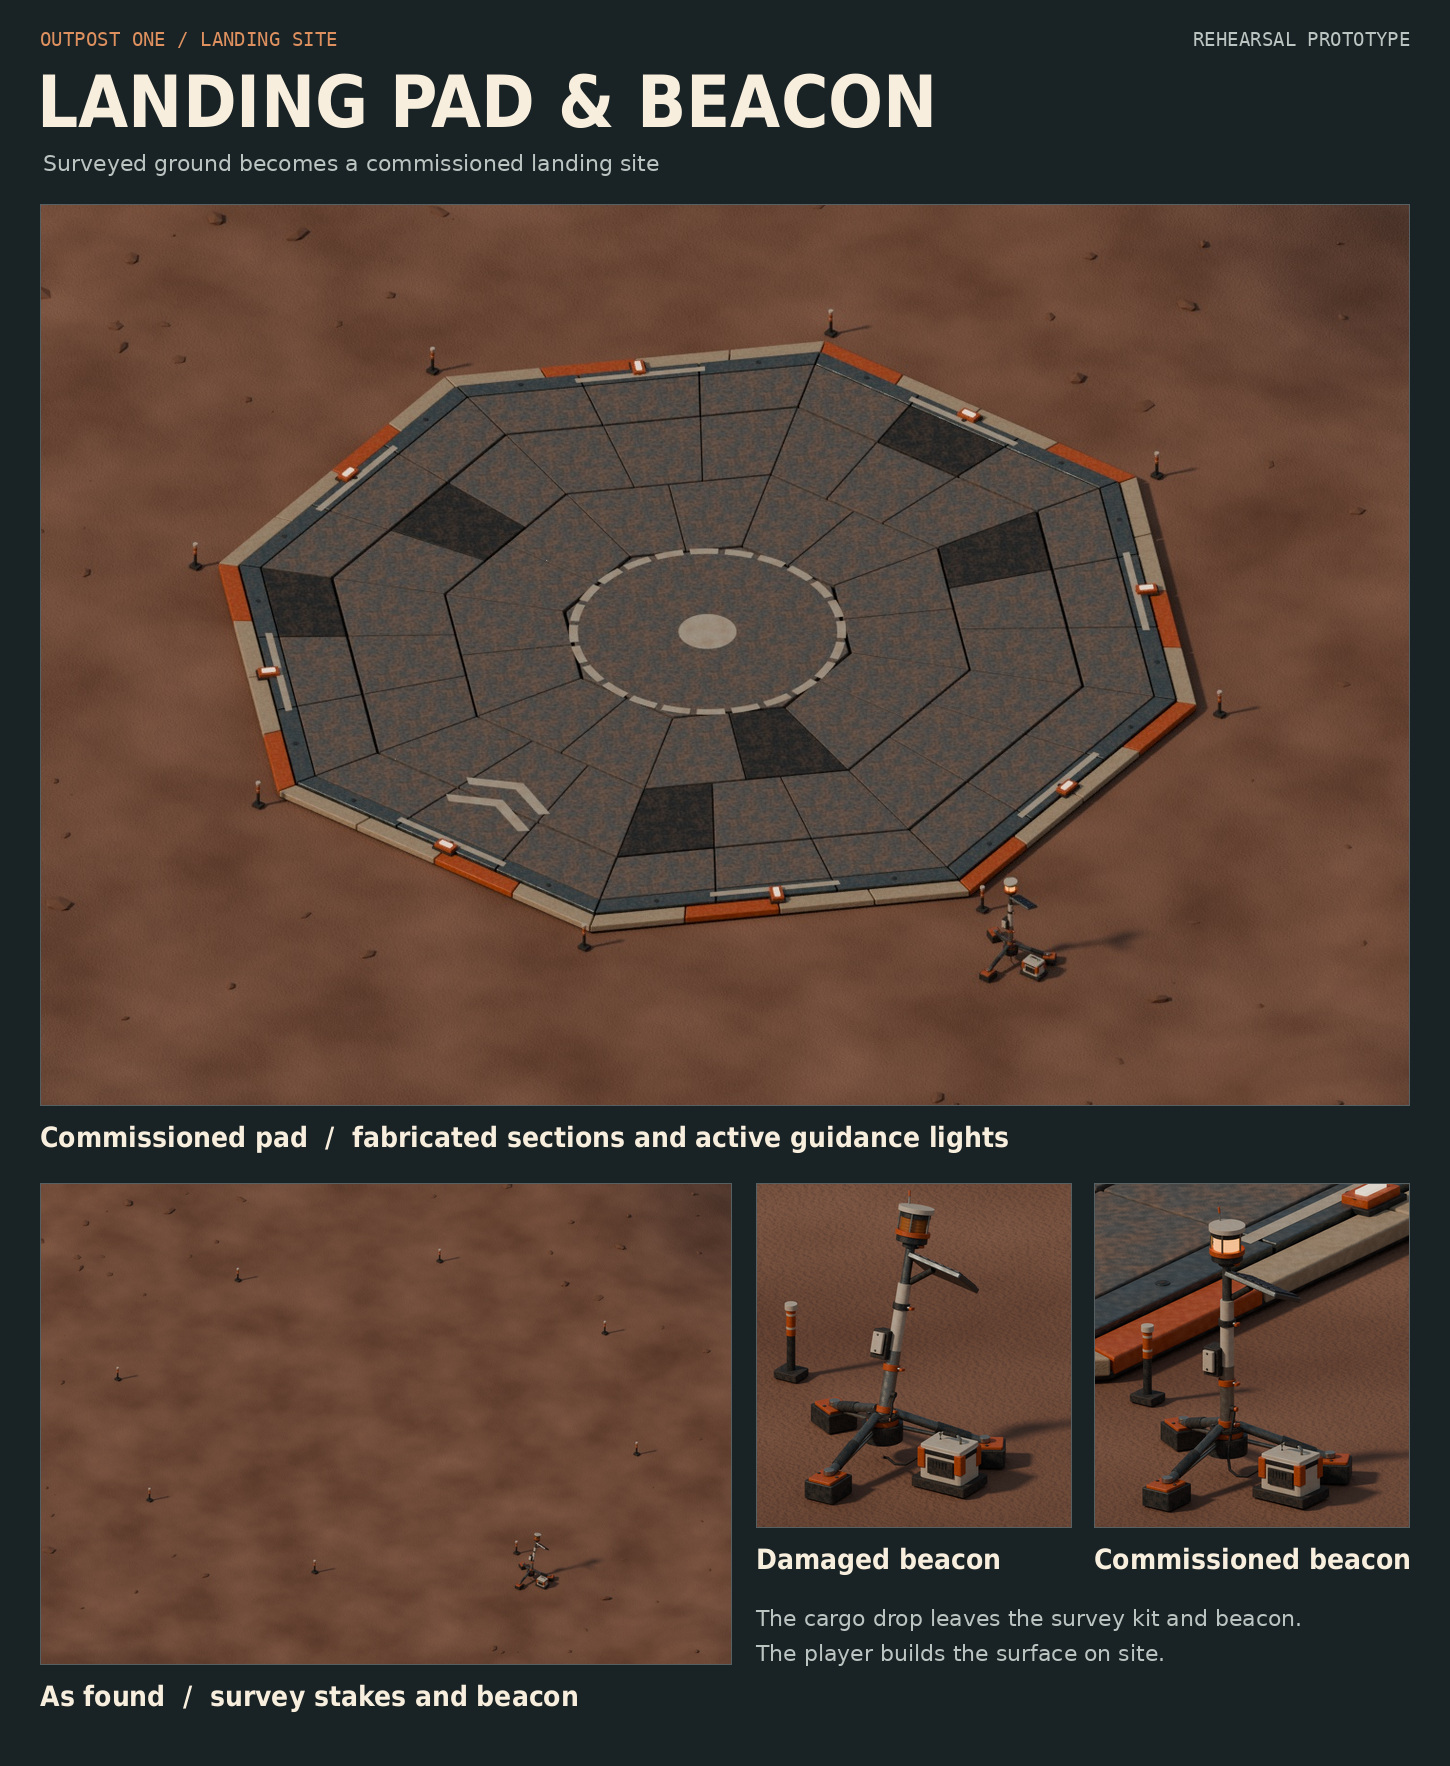 OUTPOST ONE / LANDING SITE
REHEARSAL PROTOTYPE
LANDING PAD & BEACON
Surveyed ground becomes a commissioned landing site
Commissioned pad / fabricated sections and active guidance lights
Damaged beacon
Commissioned beacon
The cargo drop leaves the survey kit and beacon.
The player builds the surface on site.
As found / survey stakes and beacon